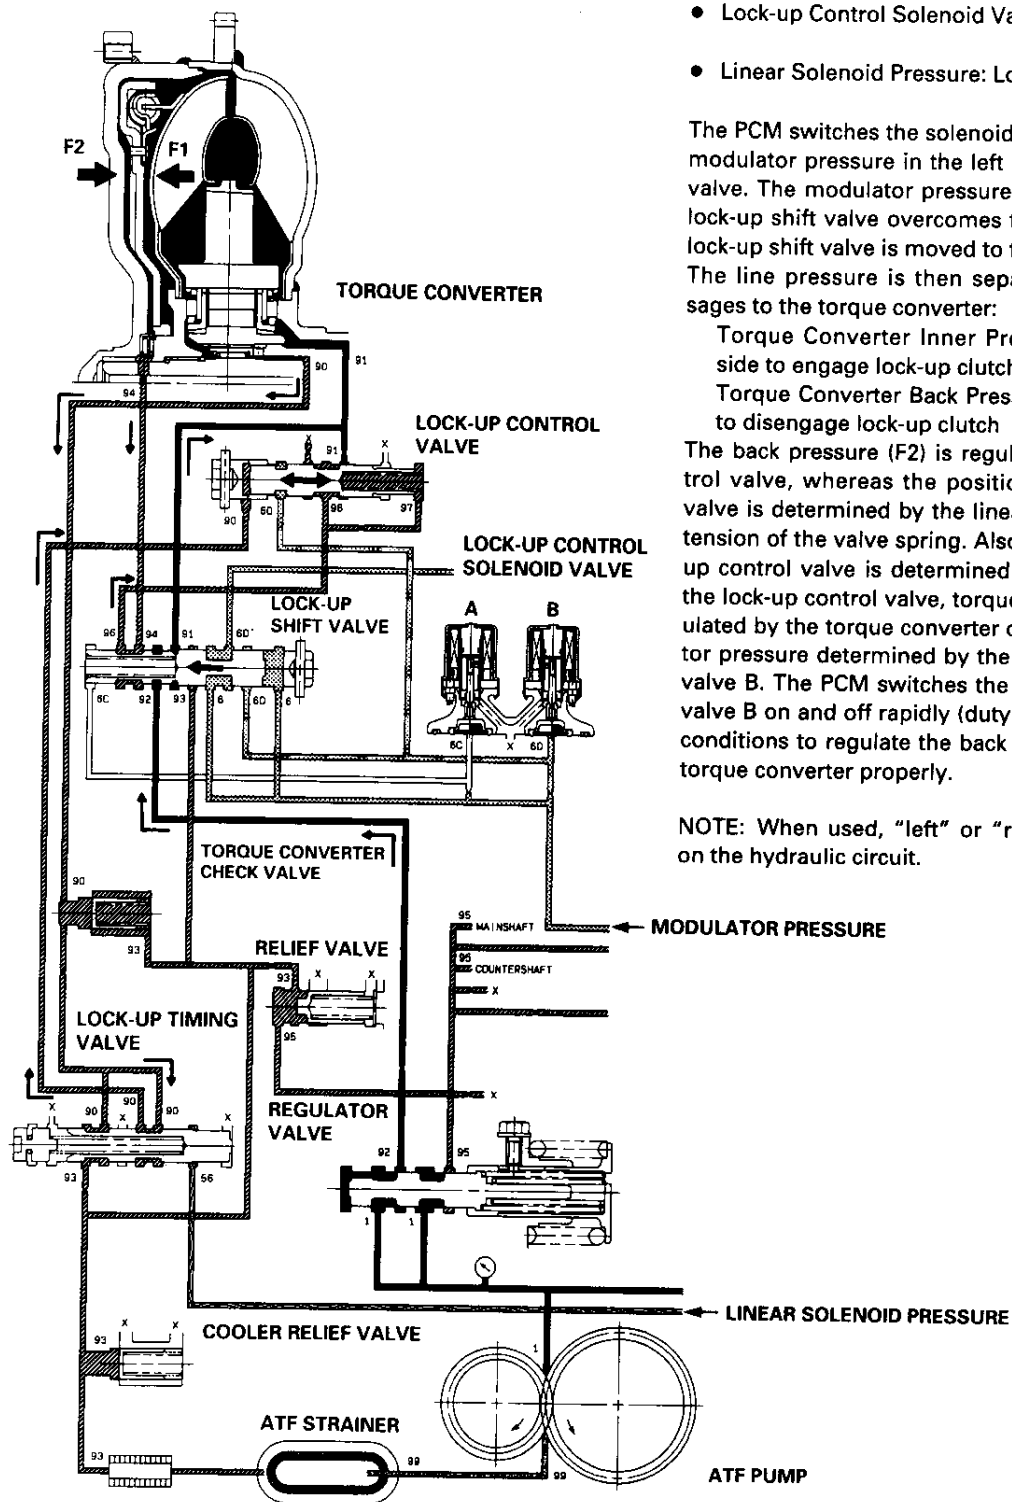 • Lock-up Control Solenoid
• Linear Solenoid Pressure:
The PCM switches the solenoid
modulator pressure in the left
valve. The modulator pressure
lock-up shift valve overcomes
lock-up shift valve is moved to
The line pressure is then
sages to the torque converter:
Torque Converter Inner
side to engage lock-up clutch
Torque Converter Back
to disengage lock-up clutch
The back pressure (F2) is
trol valve, whereas the
valve is determined by the
tension of the valve spring. Also
up control valve is determined
the lock-up control valve,
ulated by the torque converter
tor pressure determined by the
valve B. The PCM switches the
valve B on and off rapidly (duty
conditions to regulate the back
torque converter properly.
NOTE: When used, "left" or
on the hydraulic circuit.
F2 F1
TORQUE CONVERTER
90 91
94
LOCK-UP CONTROL
VALVE
X 91 X
90 6D 96 97
LOCK-UP CONTROL
SOLENOID VALVE
A B
LOCK-UP
SHIFT VALVE
96 94 91 6D'
6C 92 93 6 6D 6
6C X 6D
TORQUE CONVERTER
CHECK VALVE
90
93
95 MAINSHAFT
MODULATOR PRESSURE
95 COUNTERSHAFT
X
RELIEF VALVE
93 X X
95
X
LOCK-UP TIMING
VALVE
X 90 X 90 90 X
93 56
REGULATOR
VALVE
92 95
1 1
LINEAR SOLENOID PRESSURE
COOLER RELIEF VALVE
93 X X
1
ATF STRAINER
93 99 99
ATF PUMP